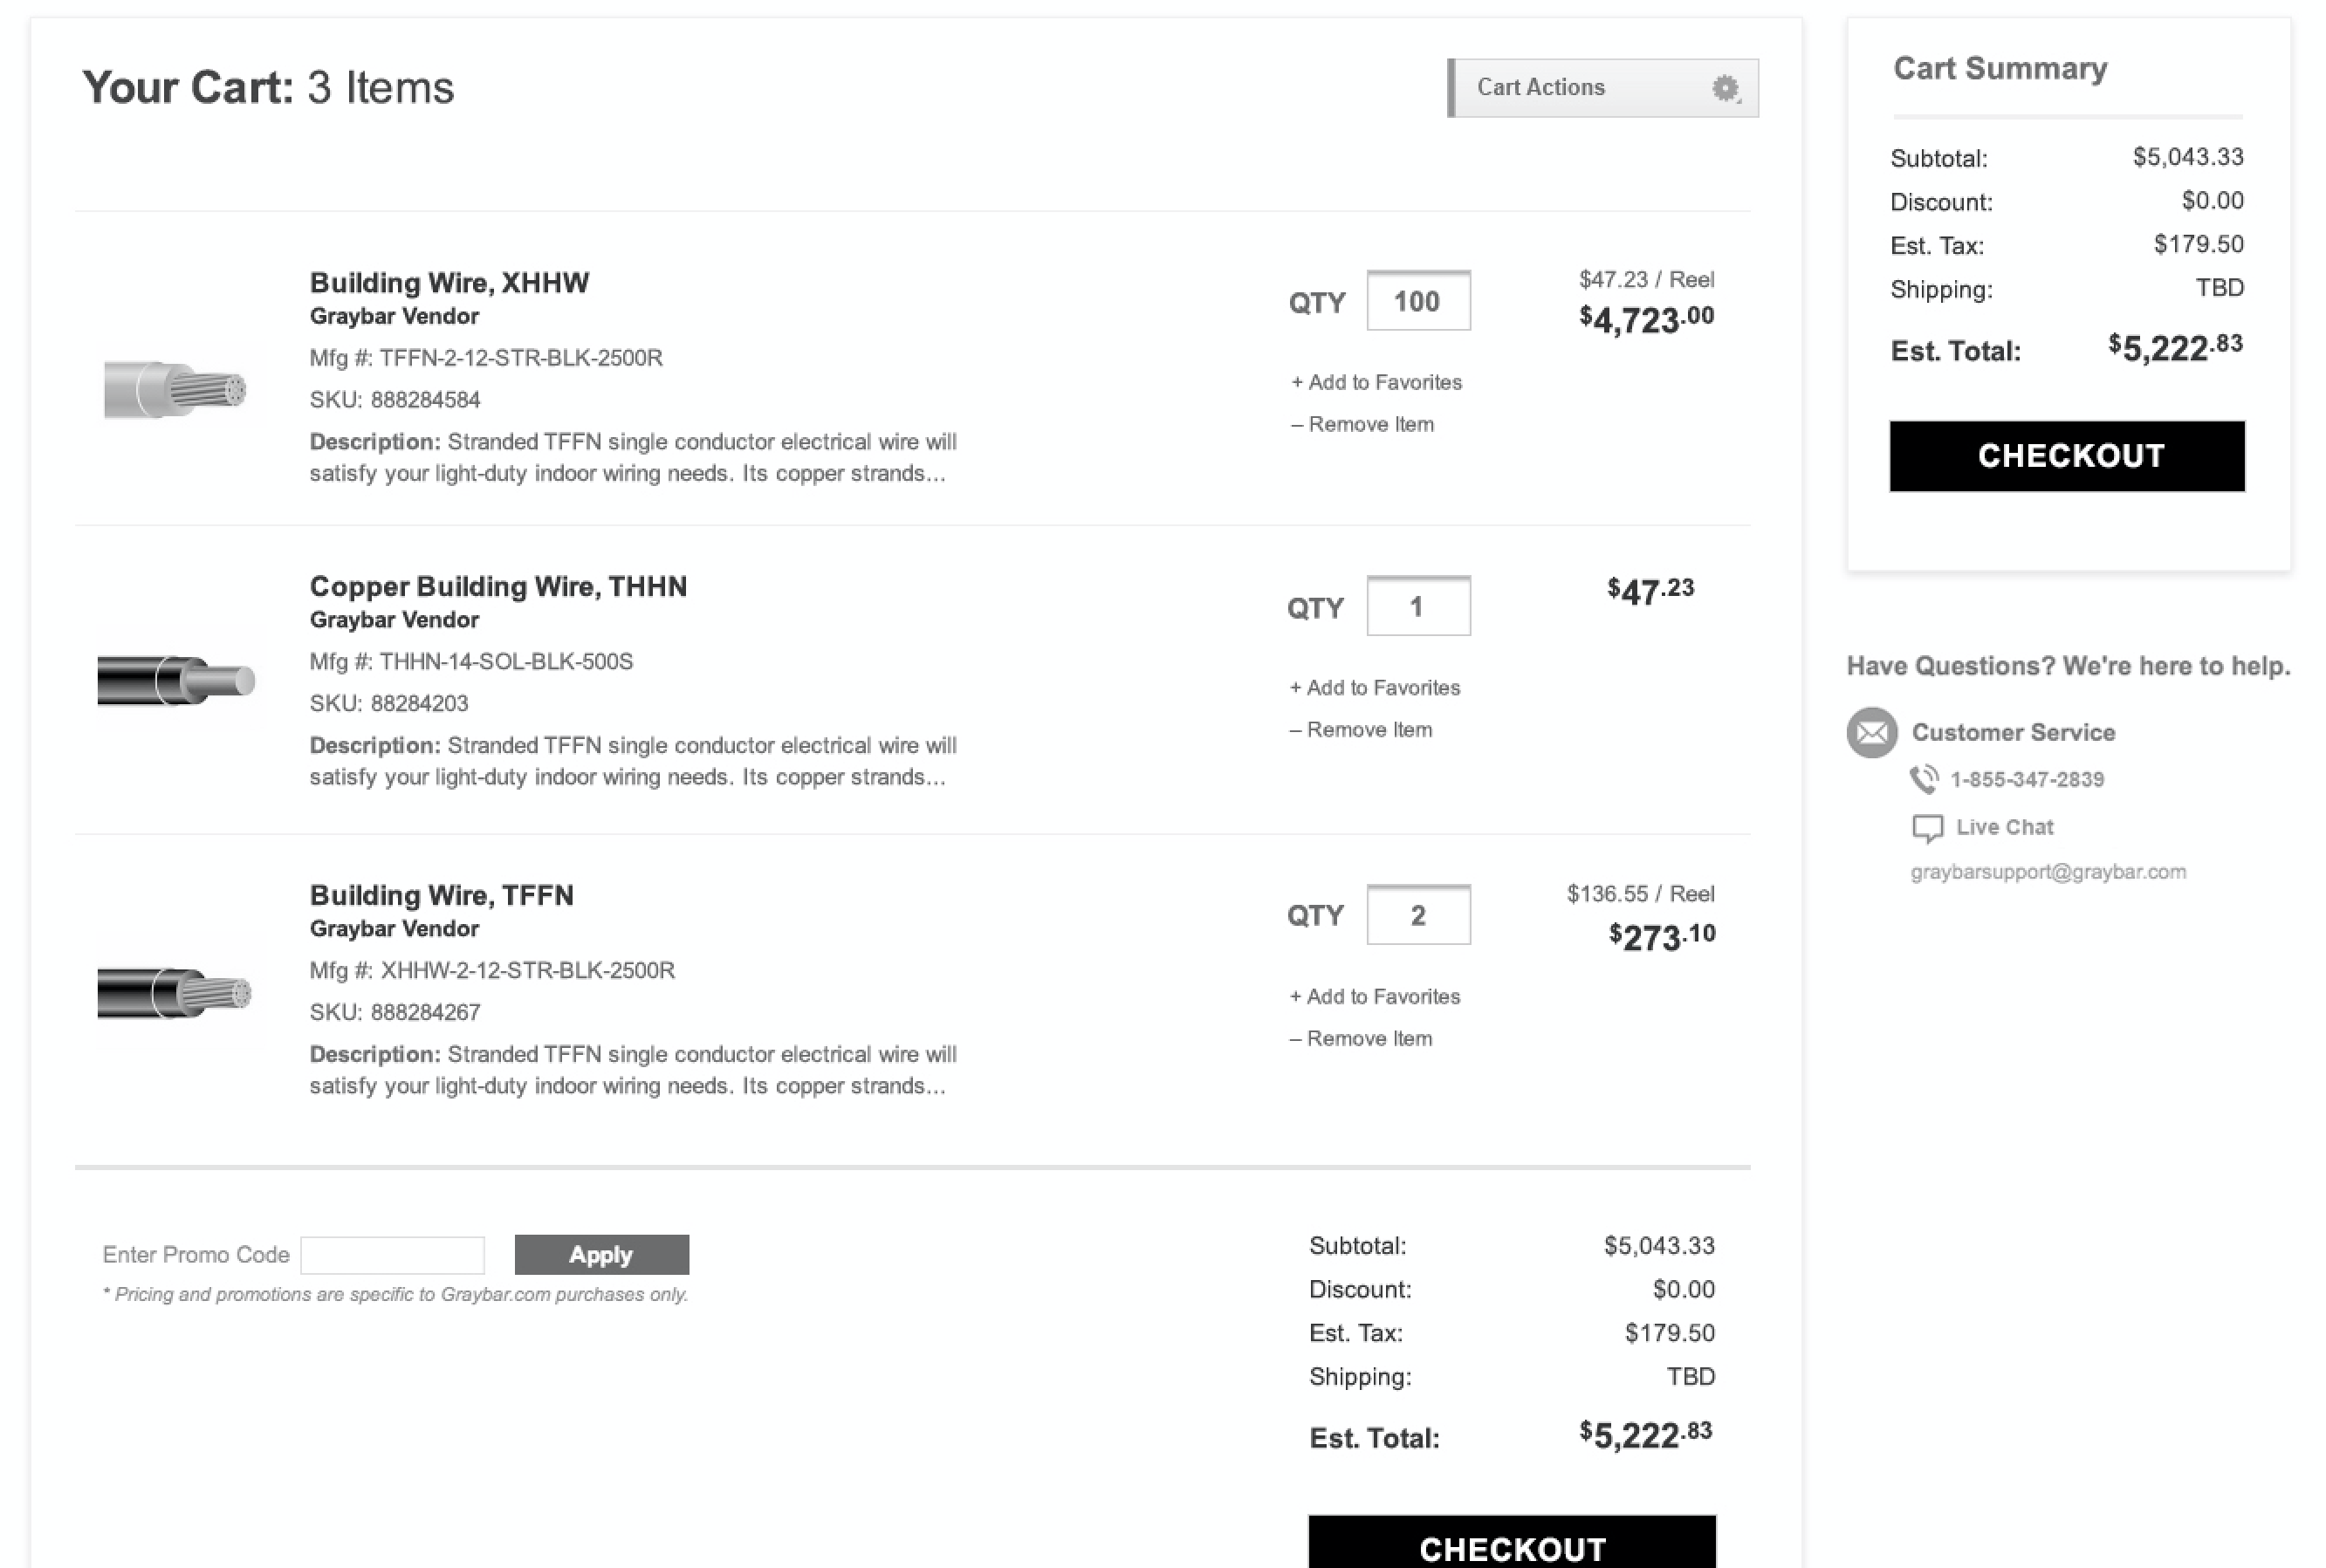 Your Cart: 3 Items
Cart Actions
Building Wire, XHHW
Graybar Vendor
Mfg #: TFFN-2-12-STR-BLK-2500R
SKU: 888284584
Description: Stranded TFFN single conductor electrical wire will
satisfy your light-duty indoor wiring needs. Its copper strands...
QTY 100
$47.23 / Reel
$4,723.00
+ Add to Favorites
– Remove Item
Copper Building Wire, THHN
Graybar Vendor
Mfg #: THHN-14-SOL-BLK-500S
SKU: 88284203
Description: Stranded TFFN single conductor electrical wire will
satisfy your light-duty indoor wiring needs. Its copper strands...
QTY 1
$47.23
+ Add to Favorites
– Remove Item
Building Wire, TFFN
Graybar Vendor
Mfg #: XHHW-2-12-STR-BLK-2500R
SKU: 888284267
Description: Stranded TFFN single conductor electrical wire will
satisfy your light-duty indoor wiring needs. Its copper strands...
QTY 2
$136.55 / Reel
$273.10
+ Add to Favorites
– Remove Item
Enter Promo Code
Apply
* Pricing and promotions are specific to Graybar.com purchases only.
Subtotal: $5,043.33
Discount: $0.00
Est. Tax: $179.50
Shipping: TBD
Est. Total: $5,222.83
CHECKOUT
Cart Summary
Subtotal: $5,043.33
Discount: $0.00
Est. Tax: $179.50
Shipping: TBD
Est. Total: $5,222.83
CHECKOUT
Have Questions? We're here to help.
Customer Service
1-855-347-2839
Live Chat
graybarsupport@graybar.com